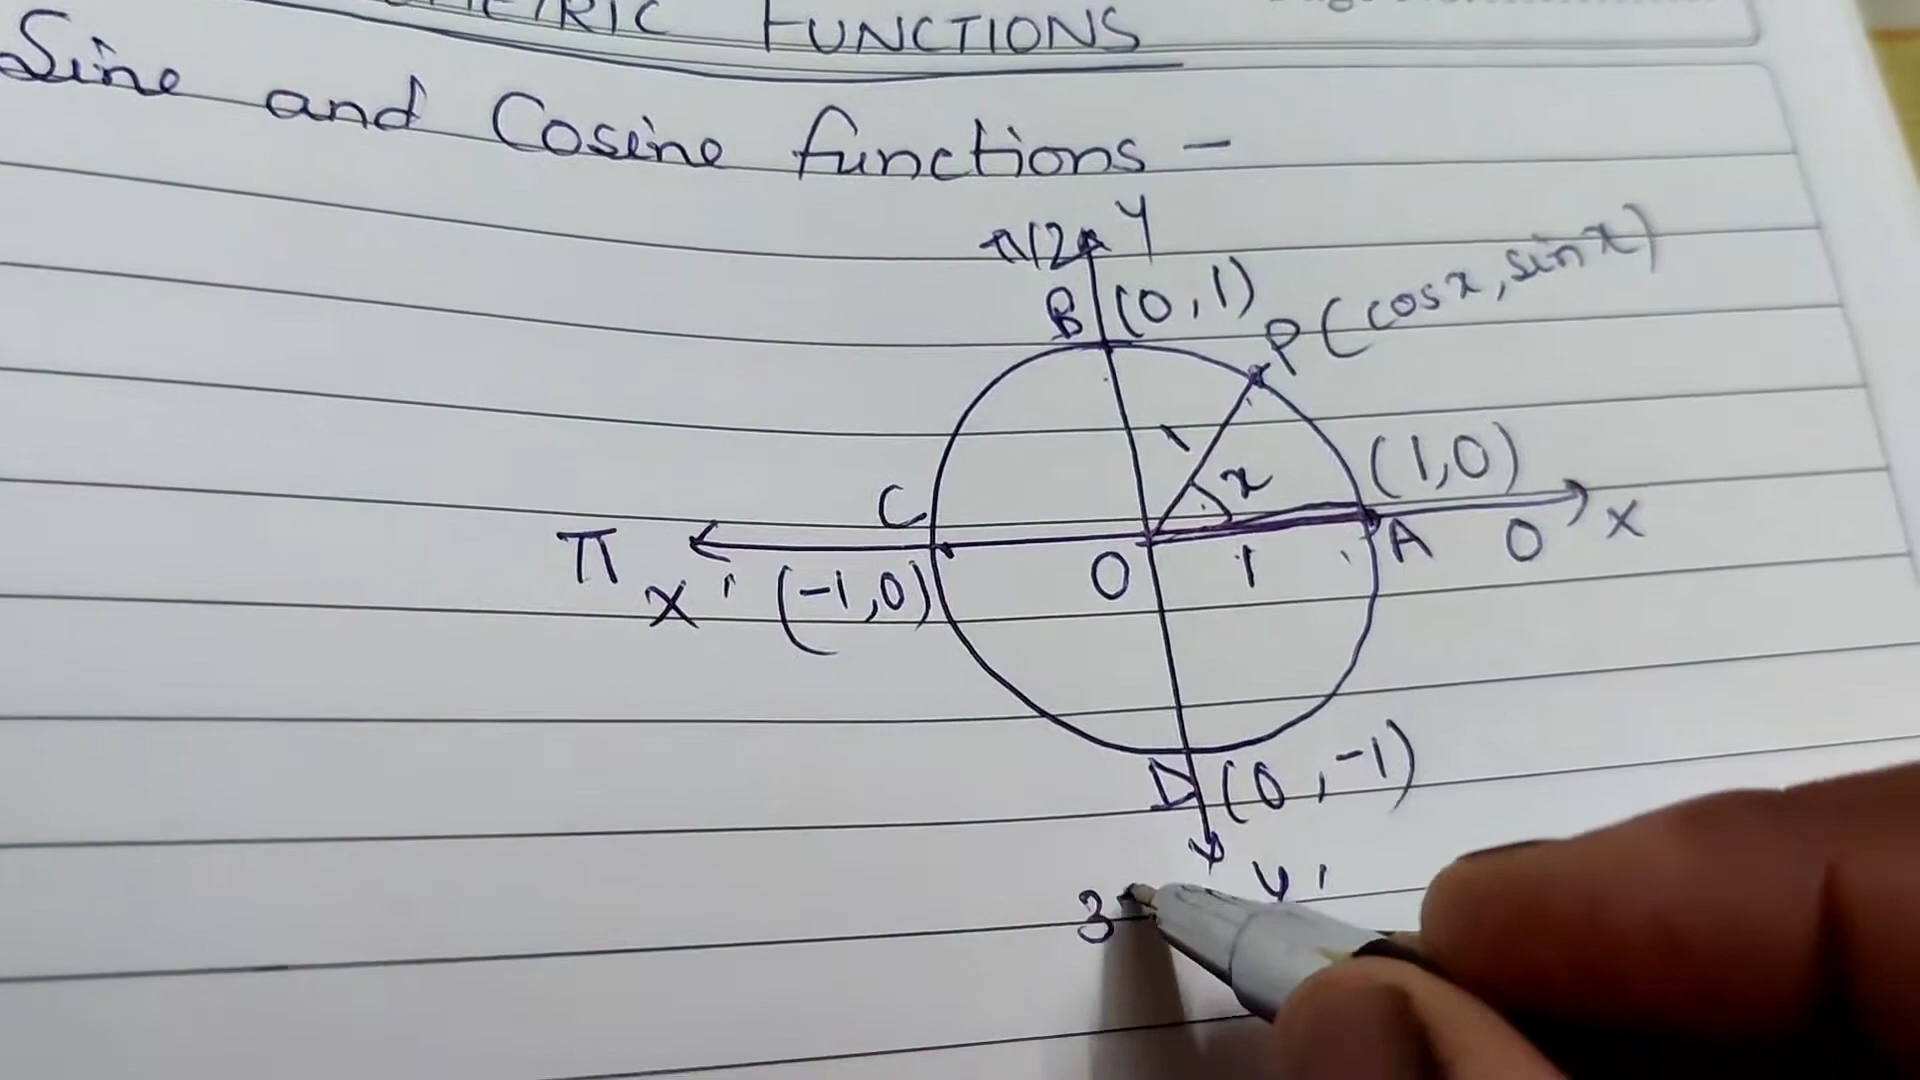 FUNCTIONS
Sine and Cosine functions -
π/2 Y
B (0,1) P (cos x, sin x)
x
(1,0)
C
π X' (-1,0) O 1 A 0 X
D (0,-1)
Y'
3